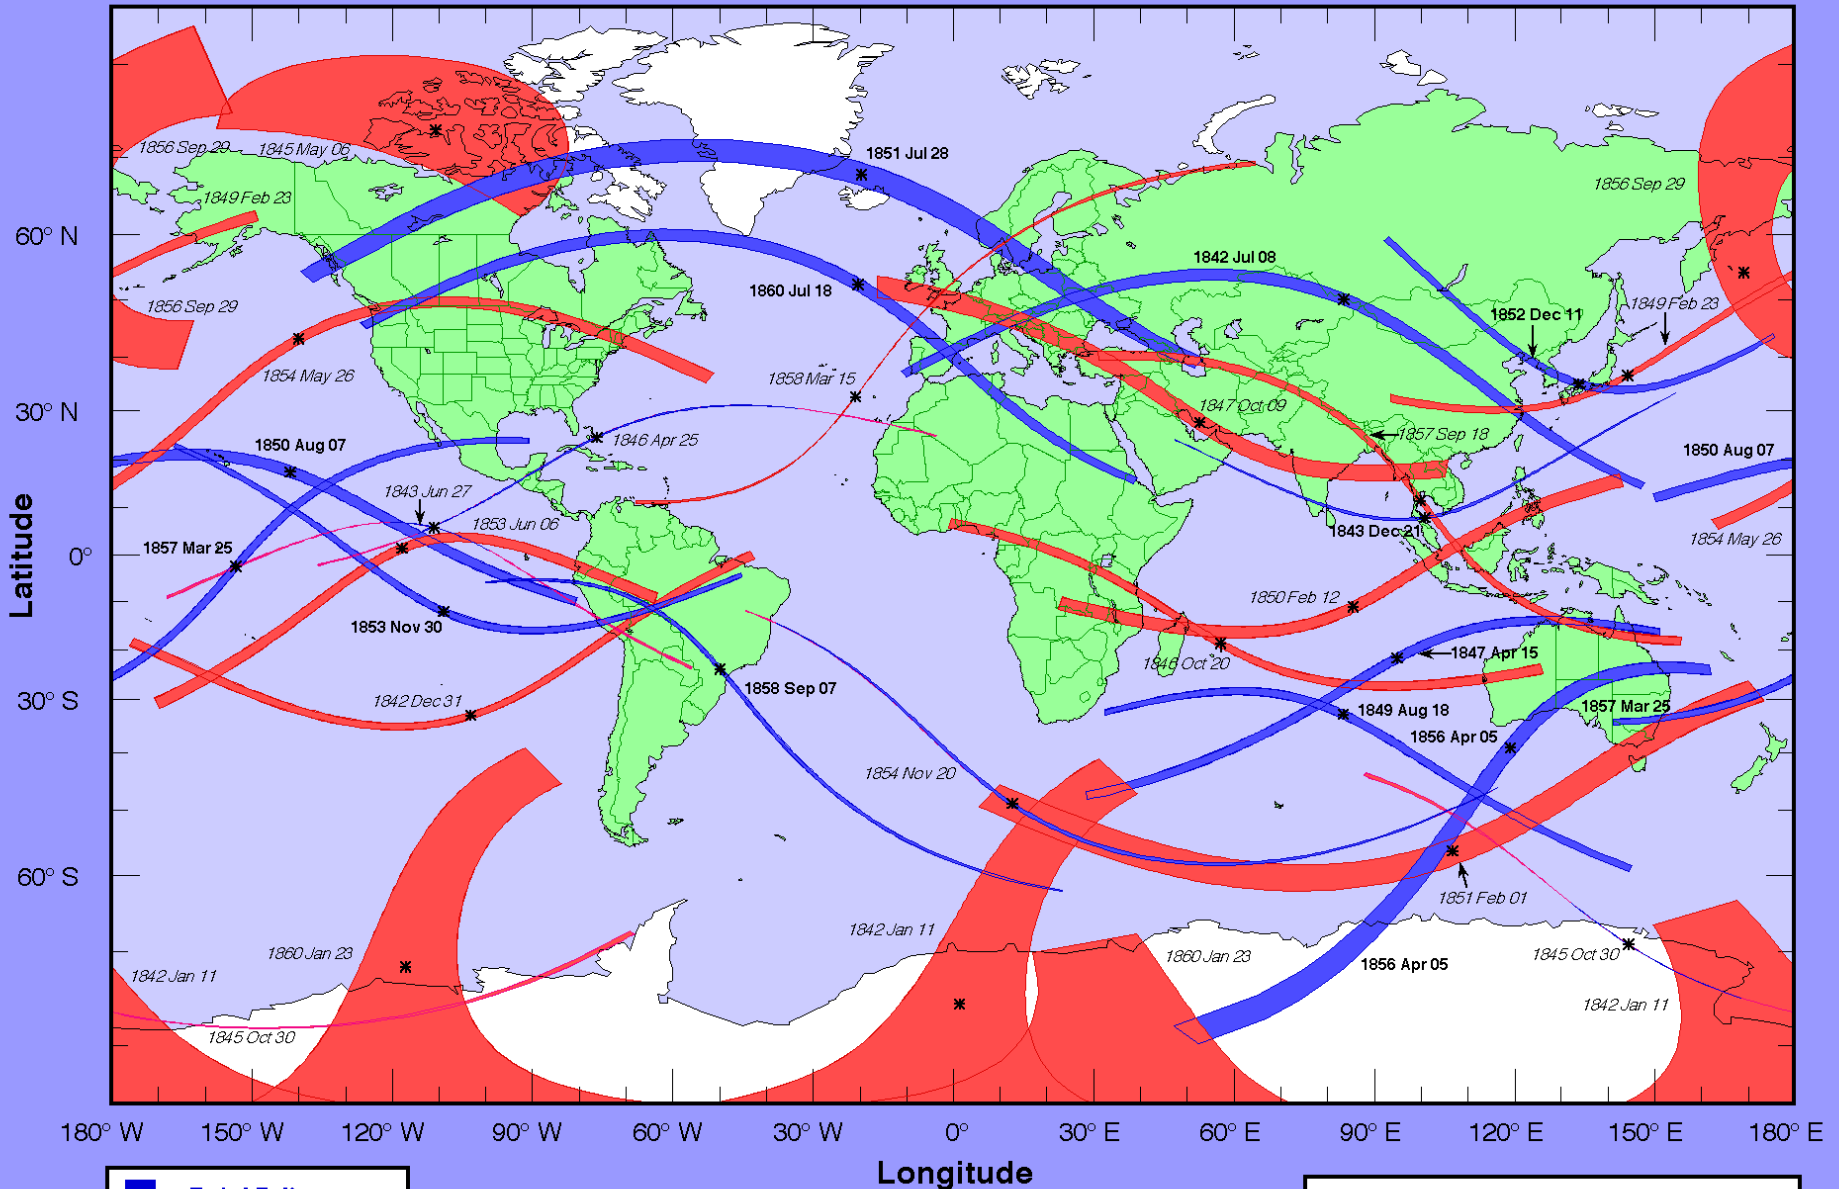 1851 Jul 28
1856 Sep 29
1845 May 06
1849 Feb 23
1856 Sep 29
60° N
1842 Jul 08
1860 Jul 18
1856 Sep 29
1849 Feb 23
1852 Dec 11
1854 May 26
1858 Mar 15
30° N
1847 Oct 09
1857 Sep 18
1850 Aug 07
1846 Apr 25
1850 Aug 07
1843 Jun 27
1853 Jun 06
1843 Dec 21
1854 May 26
1857 Mar 25
0°
Latitude
1850 Feb 12
1853 Nov 30
1846 Oct 20
1847 Apr 15
1858 Sep 07
30° S
1842 Dec 31
1849 Aug 18
1857 Mar 25
1856 Apr 05
1854 Nov 20
60° S
1851 Feb 01
1842 Jan 11
1860 Jan 23
1860 Jan 23
1845 Oct 30
1856 Apr 05
1842 Jan 11
1842 Jan 11
1845 Oct 30
180° W 150° W 120° W 90° W 60° W 30° W 0° 30° E 60° E 90° E 120° E 150° E 180° E
Longitude